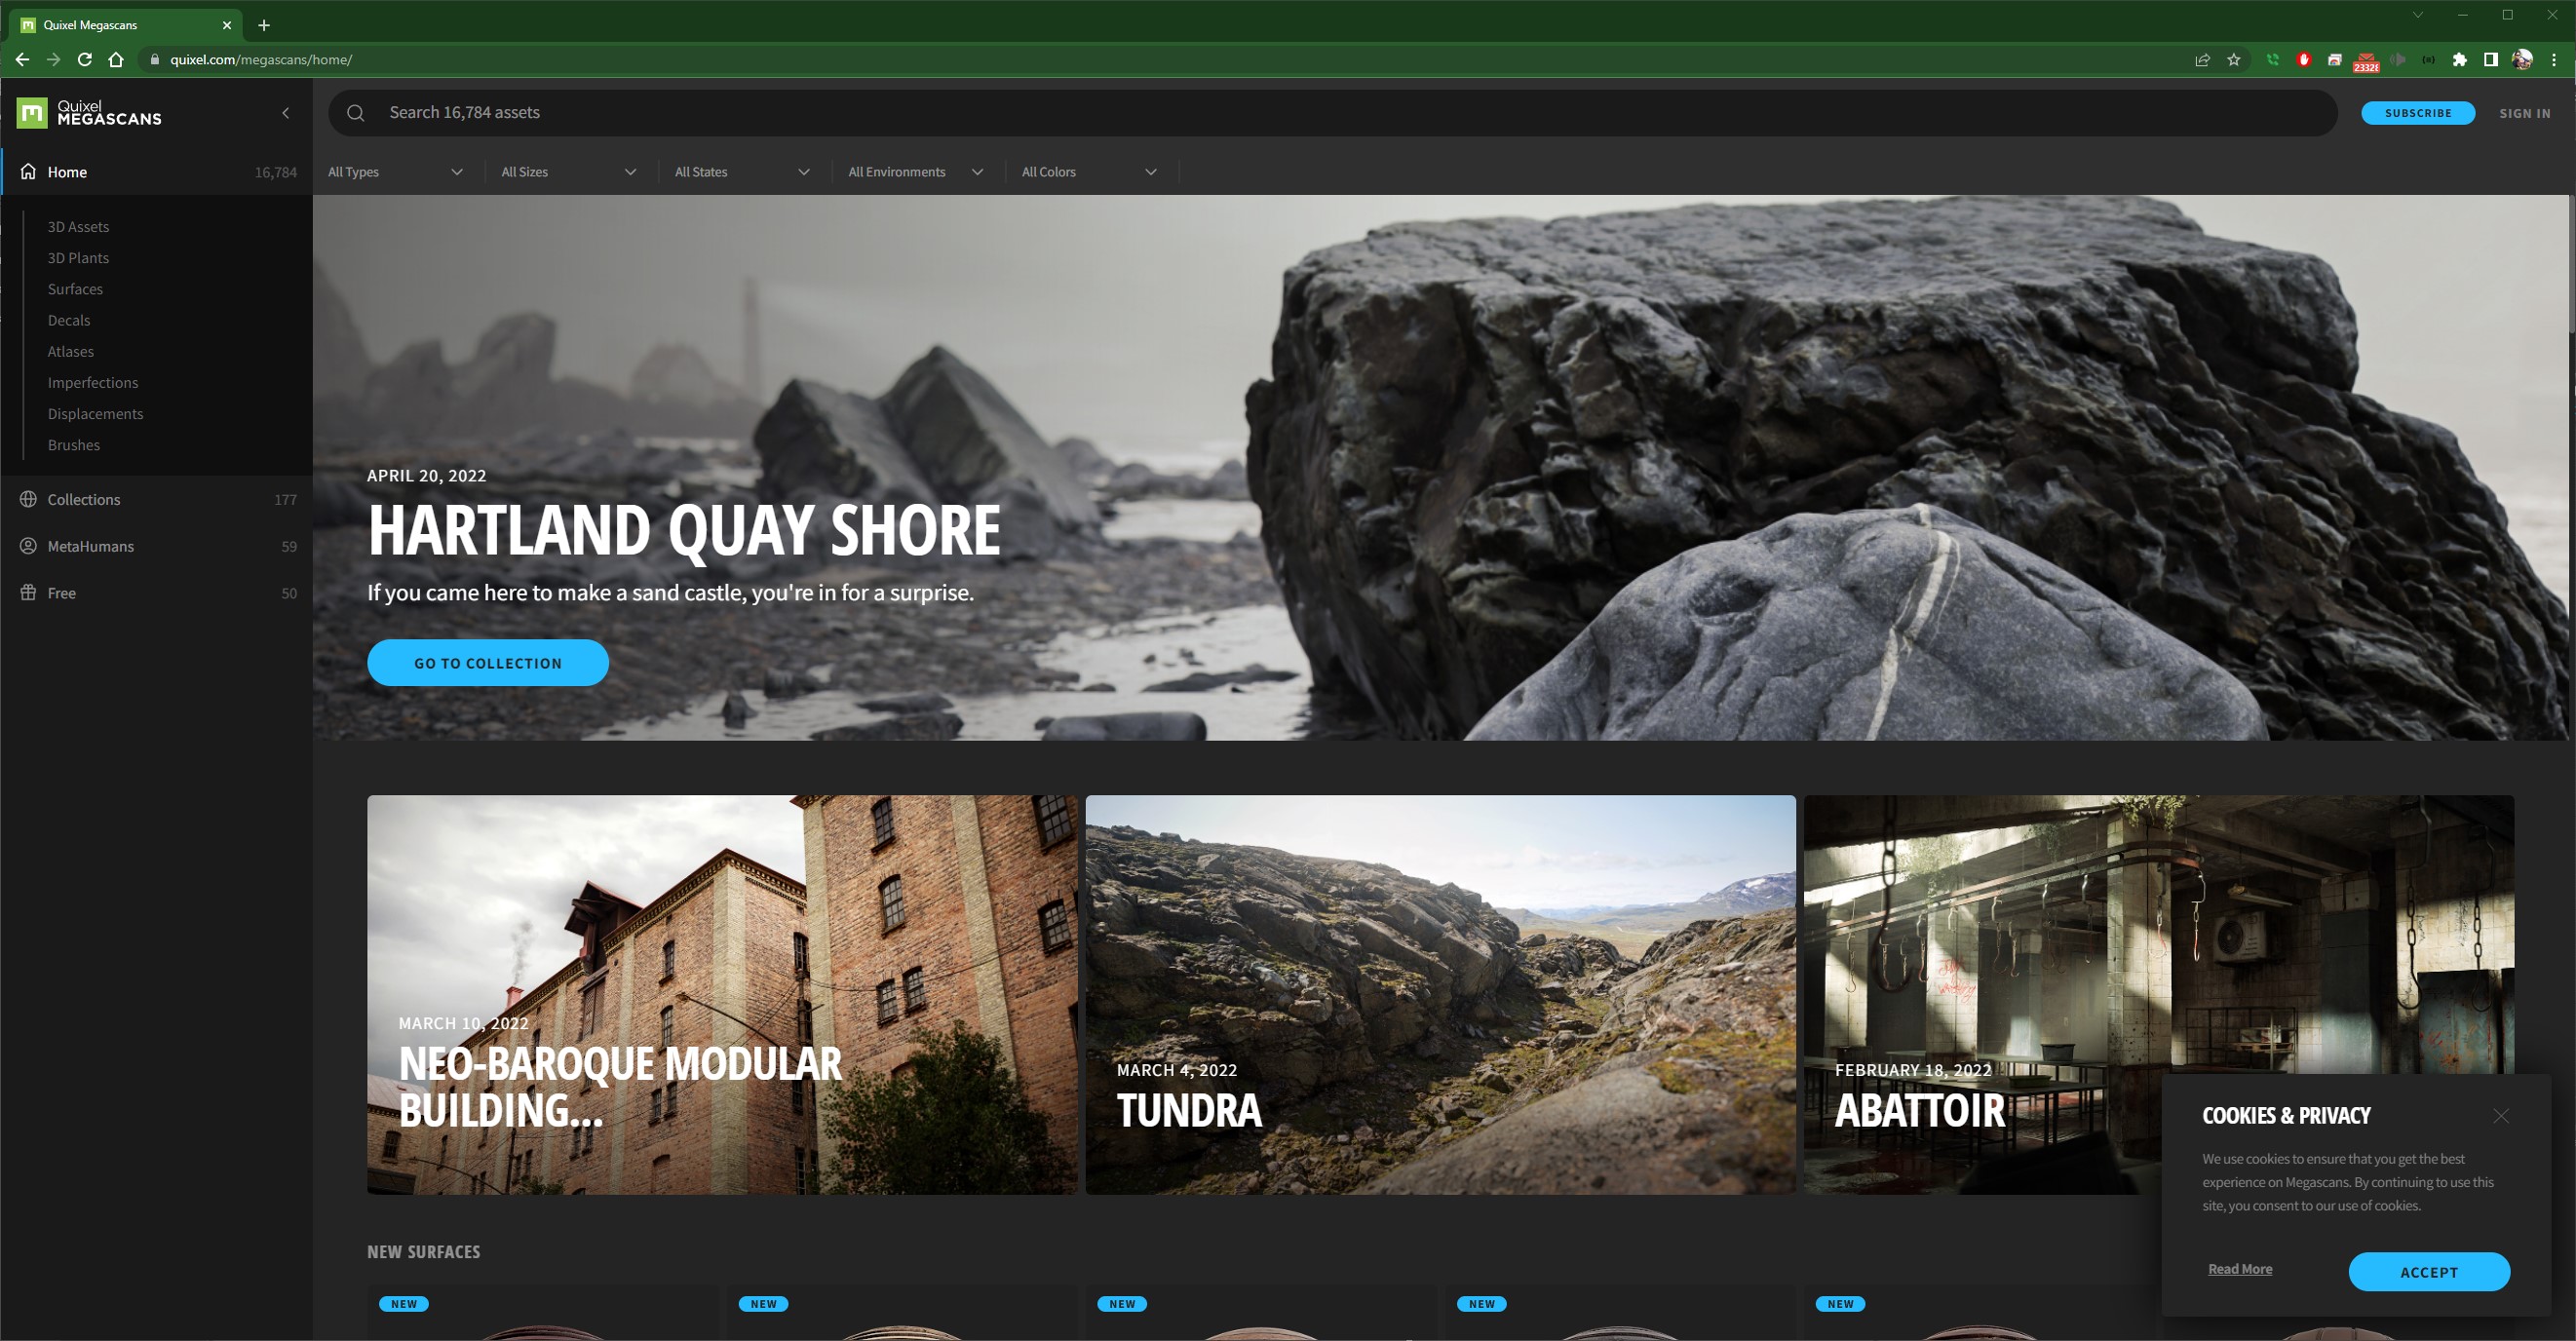 Quixel Megascans
quixel.com/megascans/home/
23328
Quixel
MEGASCANS
Search 16,784 assets
SUBSCRIBE
SIGN IN
Home
16,784
All Types
All Sizes
All States
All Environments
All Colors
3D Assets
3D Plants
Surfaces
Decals
Atlases
Imperfections
Displacements
Brushes
Collections
177
MetaHumans
59
Free
50
APRIL 20, 2022
HARTLAND QUAY SHORE
If you came here to make a sand castle, you're in for a surprise.
GO TO COLLECTION
MARCH 10, 2022
NEO-BAROQUE MODULAR
BUILDING...
MARCH 4, 2022
TUNDRA
FEBRUARY 18, 2022
ABATTOIR
COOKIES & PRIVACY
We use cookies to ensure that you get the best
experience on Megascans. By continuing to use this
site, you consent to our use of cookies.
Read More
ACCEPT
NEW SURFACES
NEW
NEW
NEW
NEW
NEW